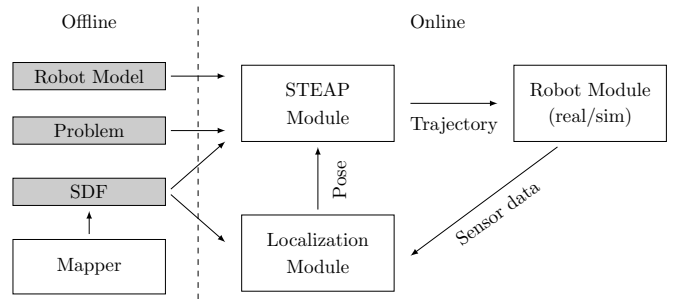 Offline
Online
Robot Model
Problem
SDF
Mapper
STEAP
Module
Trajectory
Robot Module
(real/sim)
Pose
Sensor data
Localization
Module